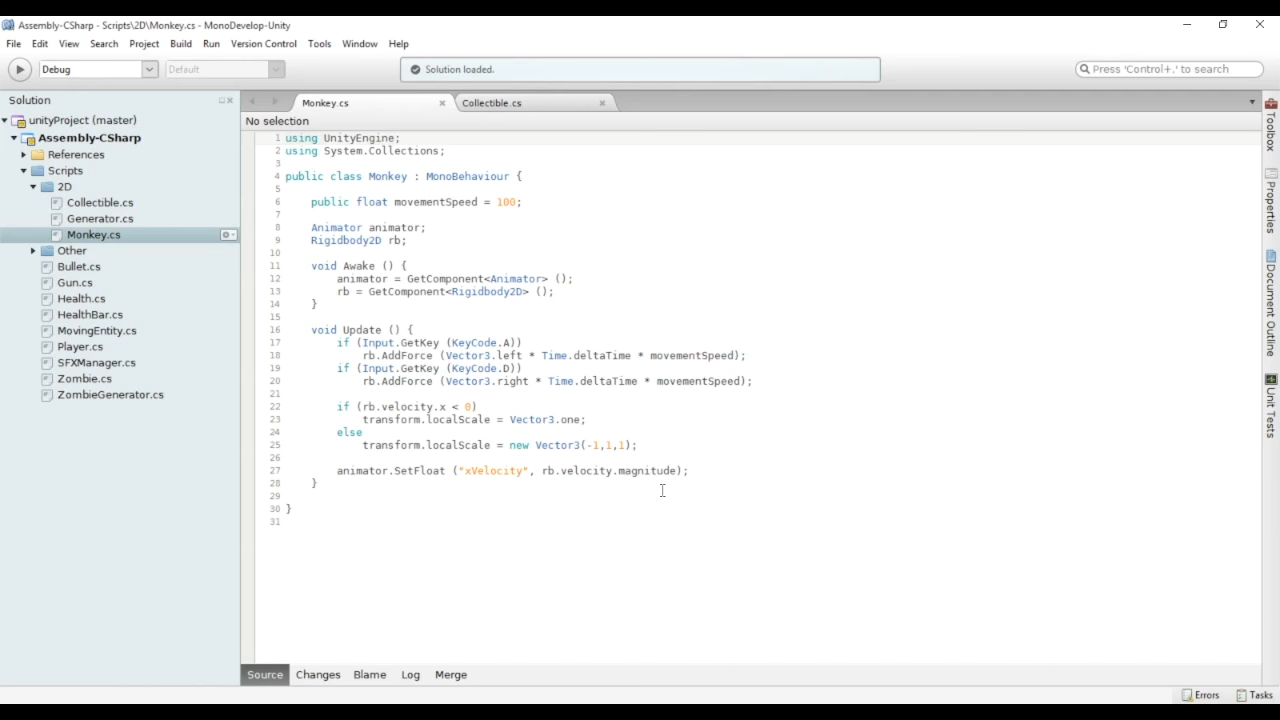 Assembly-CSharp - Scripts\2D\Monkey.cs - MonoDevelop-Unity
File Edit View Search Project Build Run Version Control Tools Window Help
Debug Default Solution loaded. Press 'Control+,' to search
Solution
unityProject (master)
Assembly-CSharp
References
Scripts
2D
Collectible.cs
Generator.cs
Monkey.cs
Other
Bullet.cs
Gun.cs
Health.cs
HealthBar.cs
MovingEntity.cs
Player.cs
SFXManager.cs
Zombie.cs
ZombieGenerator.cs
Monkey.cs Collectible.cs
No selection
1 using UnityEngine;
2 using System.Collections;
3
4 public class Monkey : MonoBehaviour {
5
6 public float movementSpeed = 100;
7
8 Animator animator;
9 Rigidbody2D rb;
10
11 void Awake () {
12 animator = GetComponent<Animator> ();
13 rb = GetComponent<Rigidbody2D> ();
14 }
15
16 void Update () {
17 if (Input.GetKey (KeyCode.A))
18 rb.AddForce (Vector3.left * Time.deltaTime * movementSpeed);
19 if (Input.GetKey (KeyCode.D))
20 rb.AddForce (Vector3.right * Time.deltaTime * movementSpeed);
21
22 if (rb.velocity.x < 0)
23 transform.localScale = Vector3.one;
24 else
25 transform.localScale = new Vector3(-1,1,1);
26
27 animator.SetFloat ("xVelocity", rb.velocity.magnitude);
28 }
29
30 }
31
Source Changes Blame Log Merge
Toolbox
Properties
Document Outline
Unit Tests
Errors Tasks